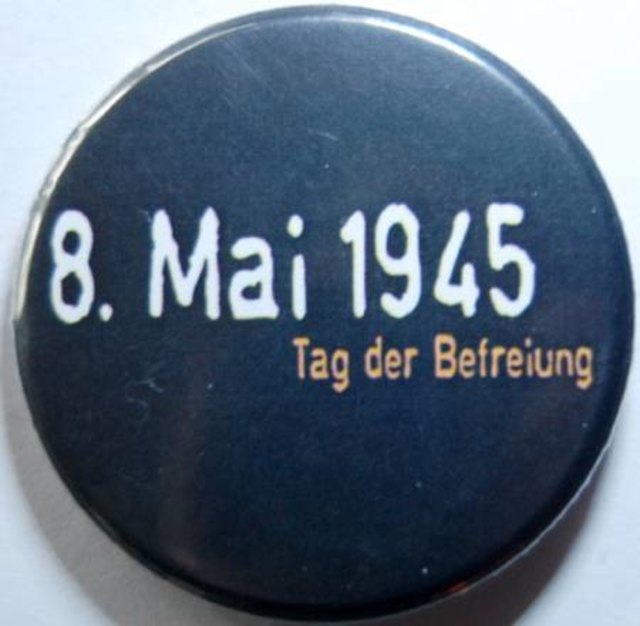 8. Mai 1945
Tag der Befreiung